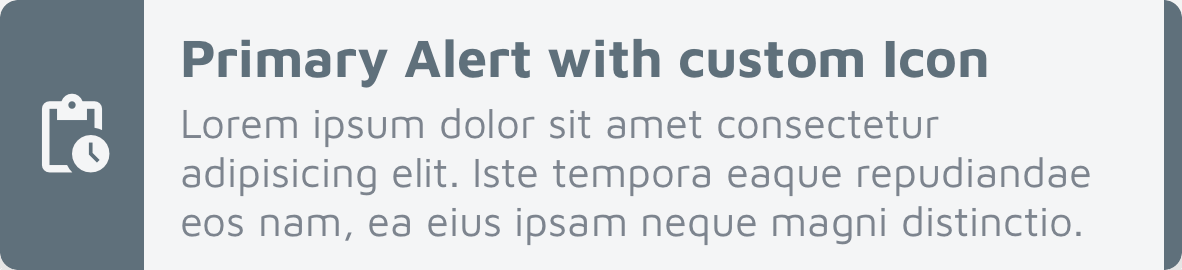 Primary Alert with custom Icon
Lorem ipsum dolor sit amet consectetur
adipisicing elit. Iste tempora eaque repudiandae
eos nam, ea eius ipsam neque magni distinctio.